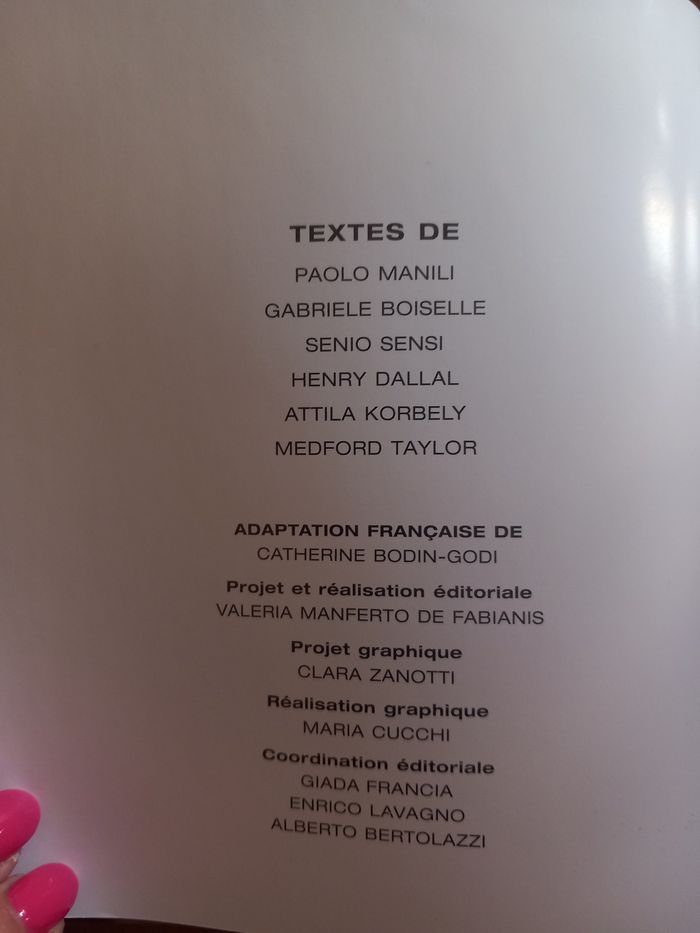 TEXTES DE
PAOLO MANILI
GABRIELE BOISELLE
SENIO SENSI
HENRY DALLAL
ATTILA KORBELY
MEDFORD TAYLOR
ADAPTATION FRANÇAISE DE
CATHERINE BODIN-GODI
Projet et réalisation éditoriale
VALERIA MANFERTO DE FABIANIS
Projet graphique
CLARA ZANOTTI
Réalisation graphique
MARIA CUCCHI
Coordination éditoriale
GIADA FRANCIA
ENRICO LAVAGNO
ALBERTO BERTOLAZZI